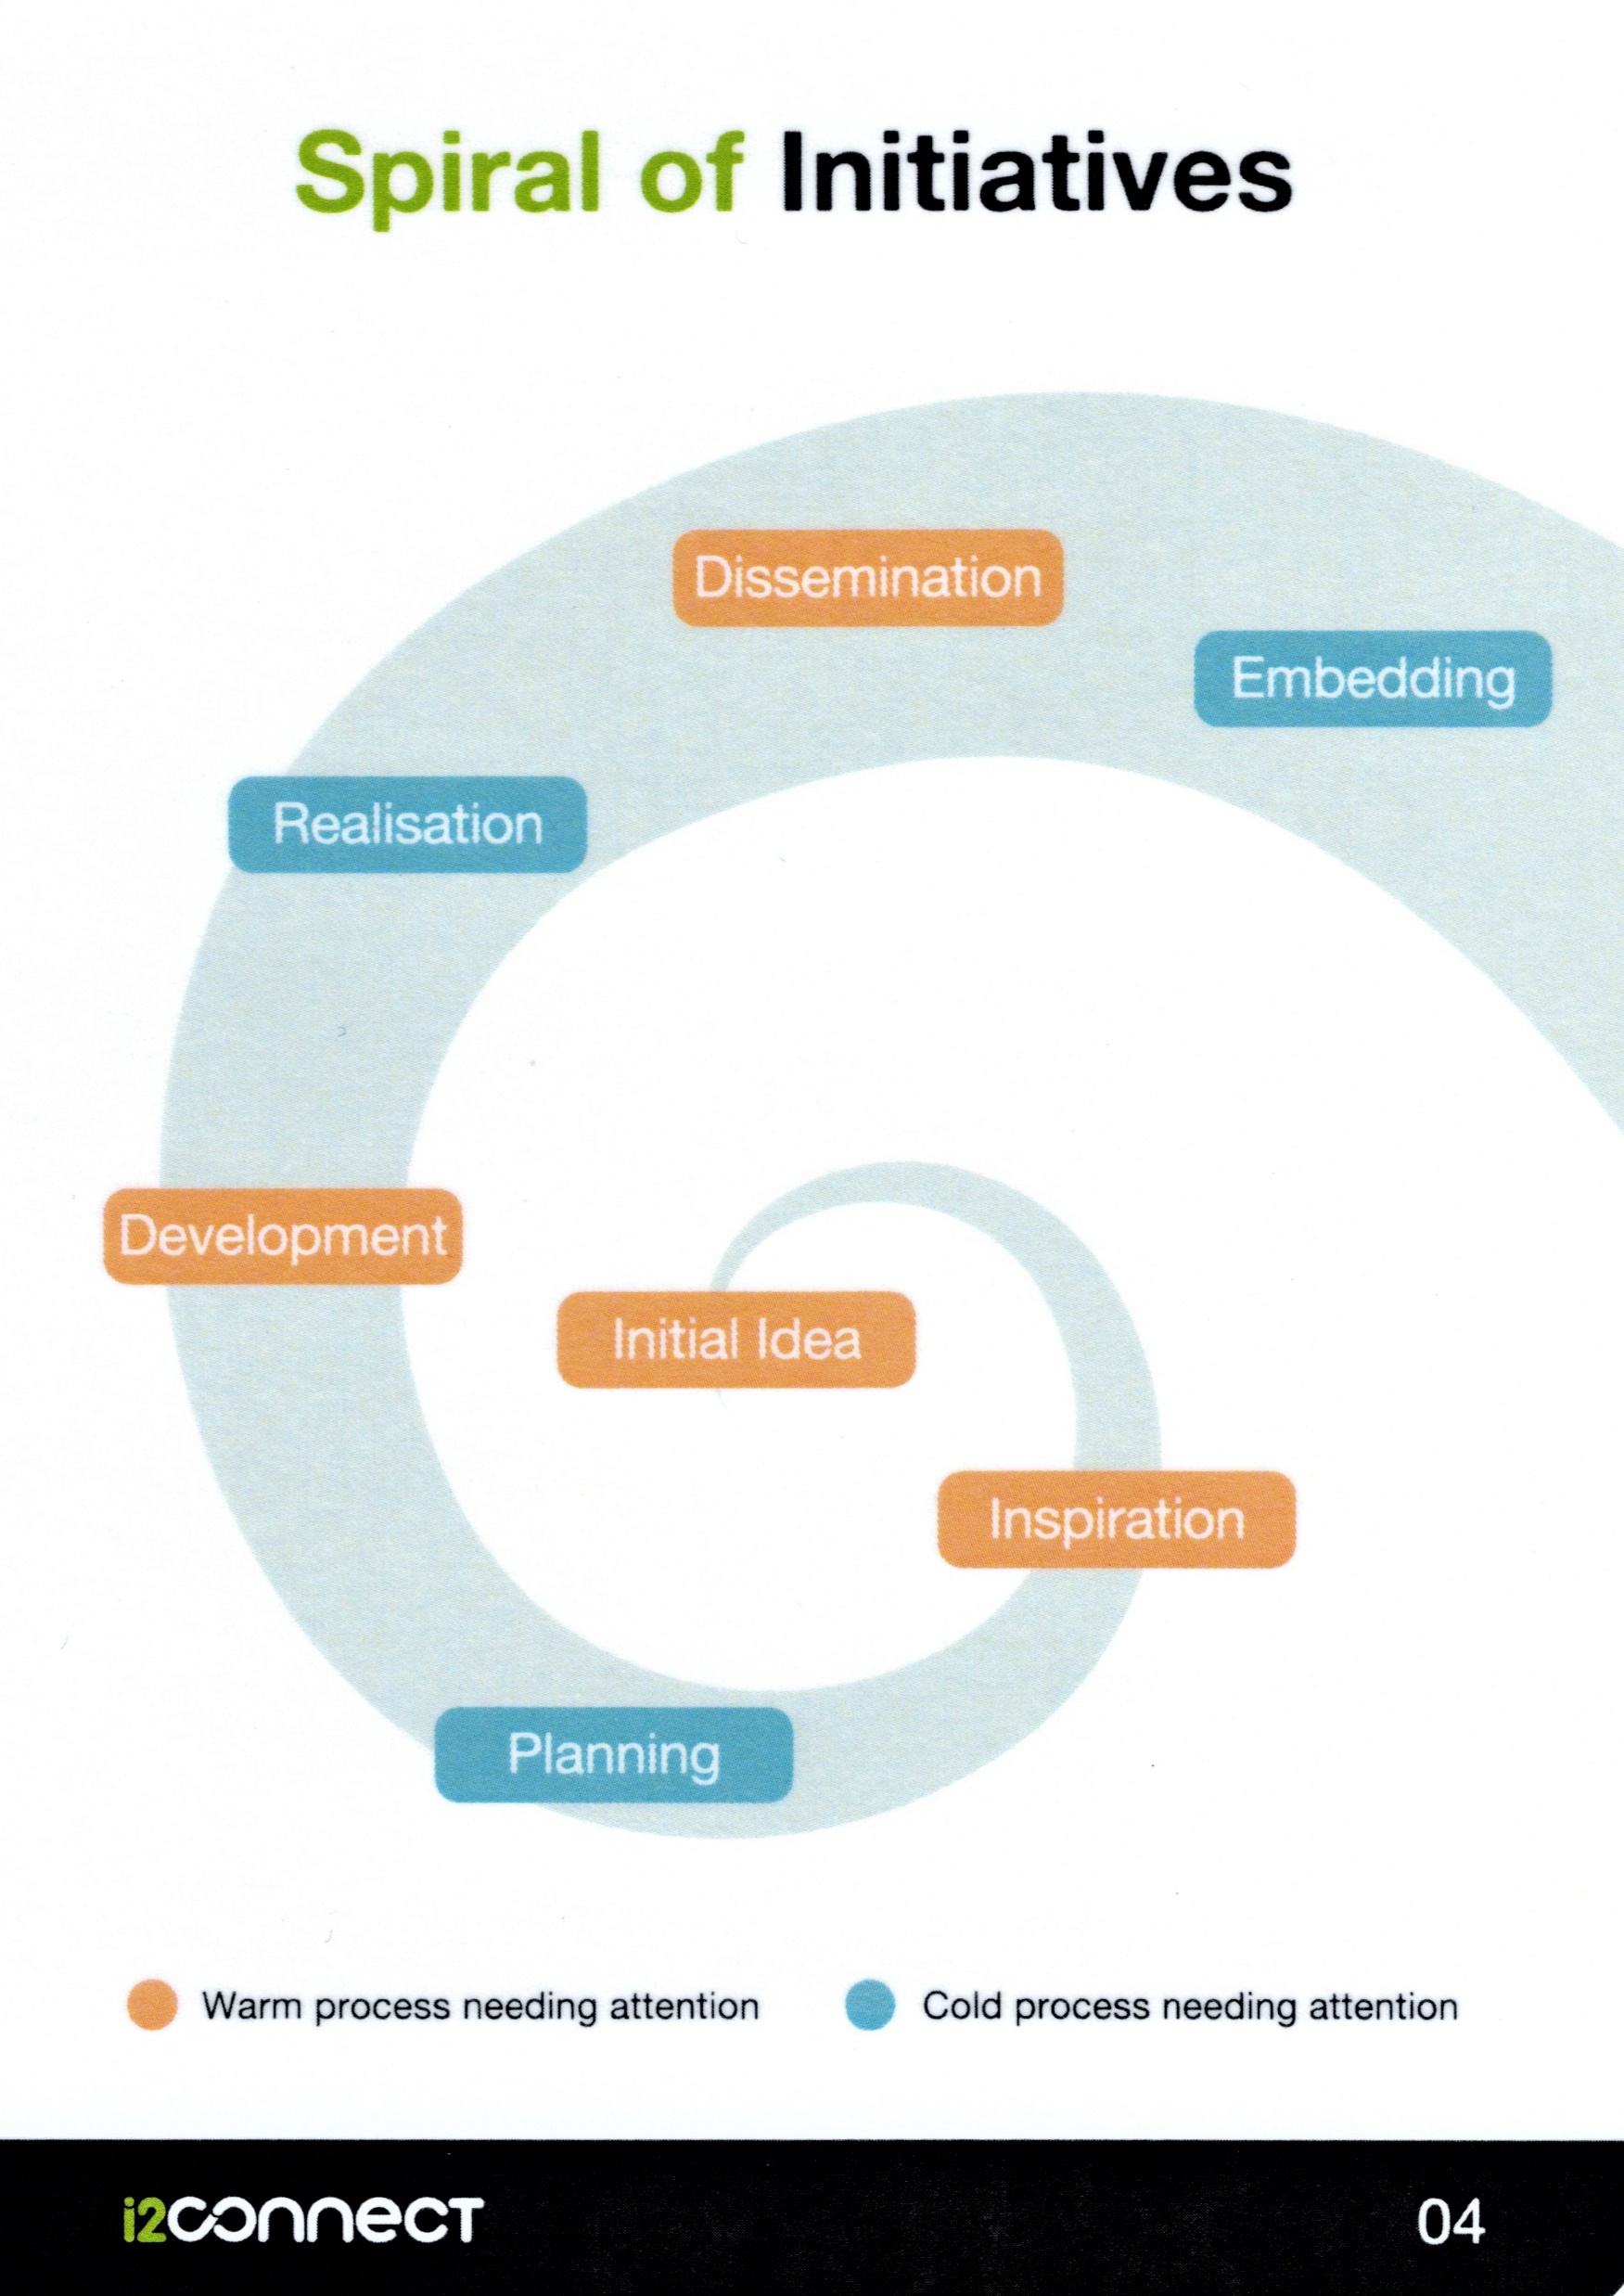 Spiral of Initiatives
Dissemination
Embedding
Realisation
Development
Initial Idea
Inspiration
Planning
Warm process needing attention
Cold process needing attention
i2connect
04